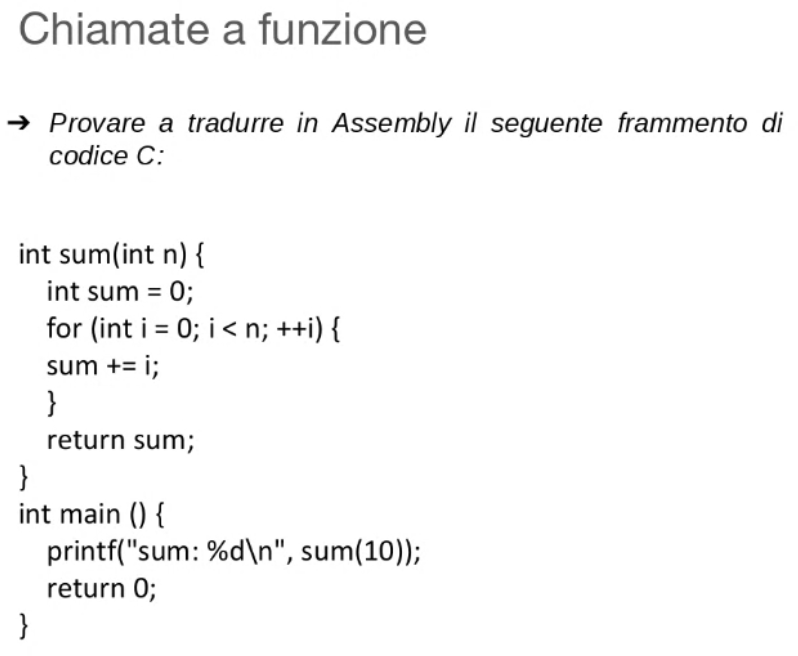 Chiamate a funzione
➔ Provare a tradurre in Assembly il seguente frammento di
codice C:
int sum(int n) {
int sum = 0;
for (int i = 0; i < n; ++i) {
sum += i;
}
return sum;
}
int main () {
printf("sum: %d\n", sum(10));
return 0;
}